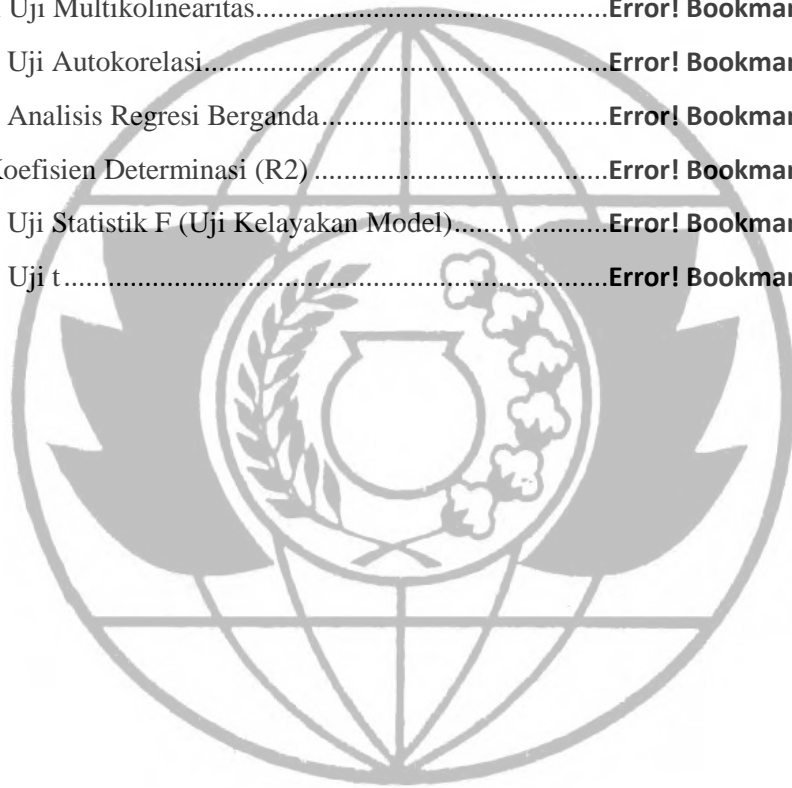 Uji Multikolinearitas..........................................Error! Bookmar
Uji Autokorelasi................................................Error! Bookmar
Analisis Regresi Berganda.................................Error! Bookmar
Koefisien Determinasi (R2) ...................................Error! Bookmar
Uji Statistik F (Uji Kelayakan Model)..................Error! Bookmar
Uji t.................................................................Error! Bookmar